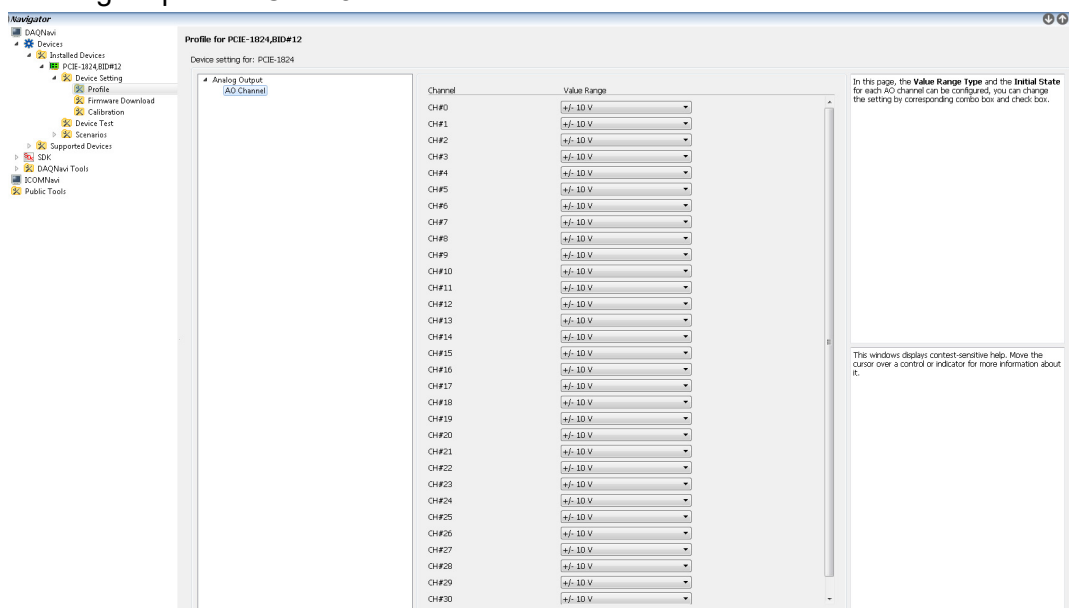 Navigator
DAQNavi
Devices
Installed Devices
PCIE-1824,BID#12
Device Setting
Profile
Firmware Download
Calibration
Device Test
Scenarios
Supported Devices
SDK
DAQNavi Tools
ICOMNavi
Public Tools
Profile for PCIE-1824,BID#12
Device setting for: PCIE-1824
Analog Output
AO Channel
Channel Value Range
CH#0 +/- 10 V
CH#1 +/- 10 V
CH#2 +/- 10 V
CH#3 +/- 10 V
CH#4 +/- 10 V
CH#5 +/- 10 V
CH#6 +/- 10 V
CH#7 +/- 10 V
CH#8 +/- 10 V
CH#9 +/- 10 V
CH#10 +/- 10 V
CH#11 +/- 10 V
CH#12 +/- 10 V
CH#13 +/- 10 V
CH#14 +/- 10 V
CH#15 +/- 10 V
CH#16 +/- 10 V
CH#17 +/- 10 V
CH#18 +/- 10 V
CH#19 +/- 10 V
CH#20 +/- 10 V
CH#21 +/- 10 V
CH#22 +/- 10 V
CH#23 +/- 10 V
CH#24 +/- 10 V
CH#25 +/- 10 V
CH#26 +/- 10 V
CH#27 +/- 10 V
CH#28 +/- 10 V
CH#29 +/- 10 V
CH#30 +/- 10 V
In this page, the Value Range Type and the Initial State
for each AO channel can be configured, you can change
the setting by corresponding combo box and check box.
This windows displays contest-sensitive help. Move the
cursor over a control or indicator for more information about
it.